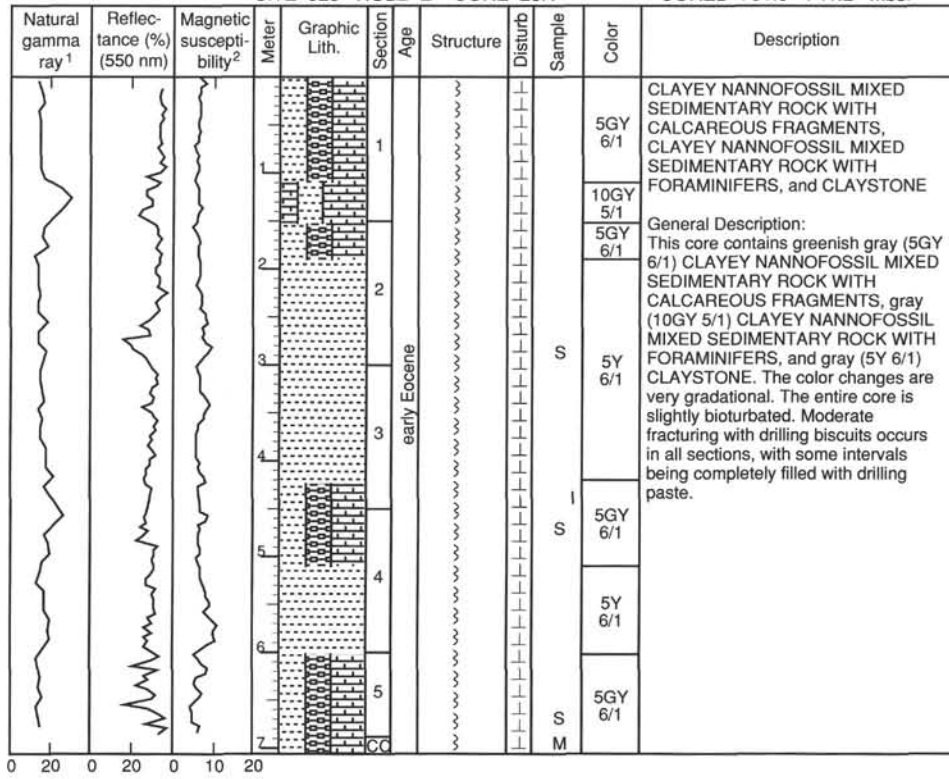 Natural gamma ray 1
Reflec- tance (%) (550 nm)
Magnetic suscepti- bility 2
Meter
Graphic Lith.
Section
Age
Structure
Disturb
Sample
Color
Description
1
2
3
4
5
6
7
1
2
3
4
5
CC
early Eocene
S
I
S
S
M
5GY
6/1
10GY
5/1
5GY
6/1
5Y
6/1
5GY
6/1
5Y
6/1
5GY
6/1
CLAYEY NANNOFOSSIL MIXED
SEDIMENTARY ROCK WITH
CALCAREOUS FRAGMENTS,
CLAYEY NANNOFOSSIL MIXED
SEDIMENTARY ROCK WITH
FORAMINIFERS, and CLAYSTONE
General Description:
This core contains greenish gray (5GY
6/1) CLAYEY NANNOFOSSIL MIXED
SEDIMENTARY ROCK WITH
CALCAREOUS FRAGMENTS, gray
(10GY 5/1) CLAYEY NANNOFOSSIL
MIXED SEDIMENTARY ROCK WITH
FORAMINIFERS, and gray (5Y 6/1)
CLAYSTONE. The color changes are
very gradational. The entire core is
slightly bioturbated. Moderate
fracturing with drilling biscuits occurs
in all sections, with some intervals
being completely filled with drilling
paste.
0 20 0 20 0 10 20